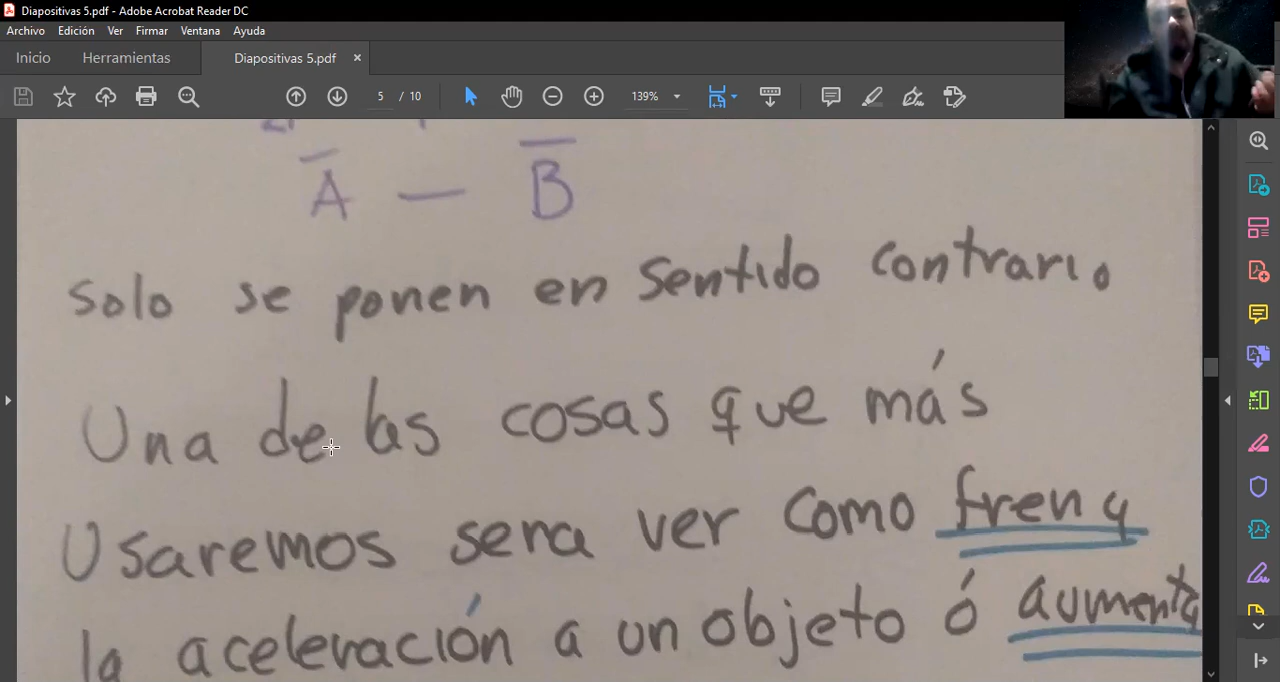 Diapositivas 5.pdf - Adobe Acrobat Reader DC
Archivo Edición Ver Firmar Ventana Ayuda
Inicio Herramientas Diapositivas 5.pdf ×
5 / 10 139%
A — B
solo se ponen en sentido contrario
Una de las cosas que más
Usaremos sera ver como frena
la aceleración a un objeto ó aumenta